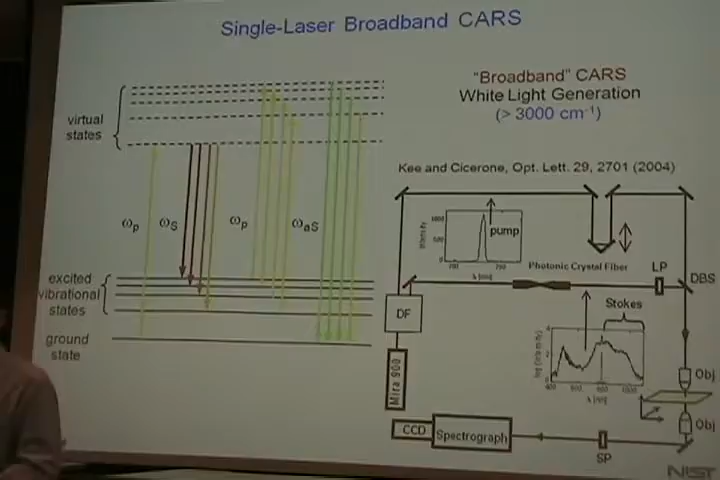 Single-Laser Broadband CARS
"Broadband" CARS
White Light Generation
(> 3000 cm⁻¹)
Kee and Cicerone, Opt. Lett. 29, 2701 (2004)
virtual
states
ωp
ωS
ωp
ωaS
excited
vibrational
states
ground
state
pump
Photonic Crystal Fiber
LP
DBS
DF
Stokes
Mira 900
Obj
Obj
CCD
Spectrograph
SP
NIST